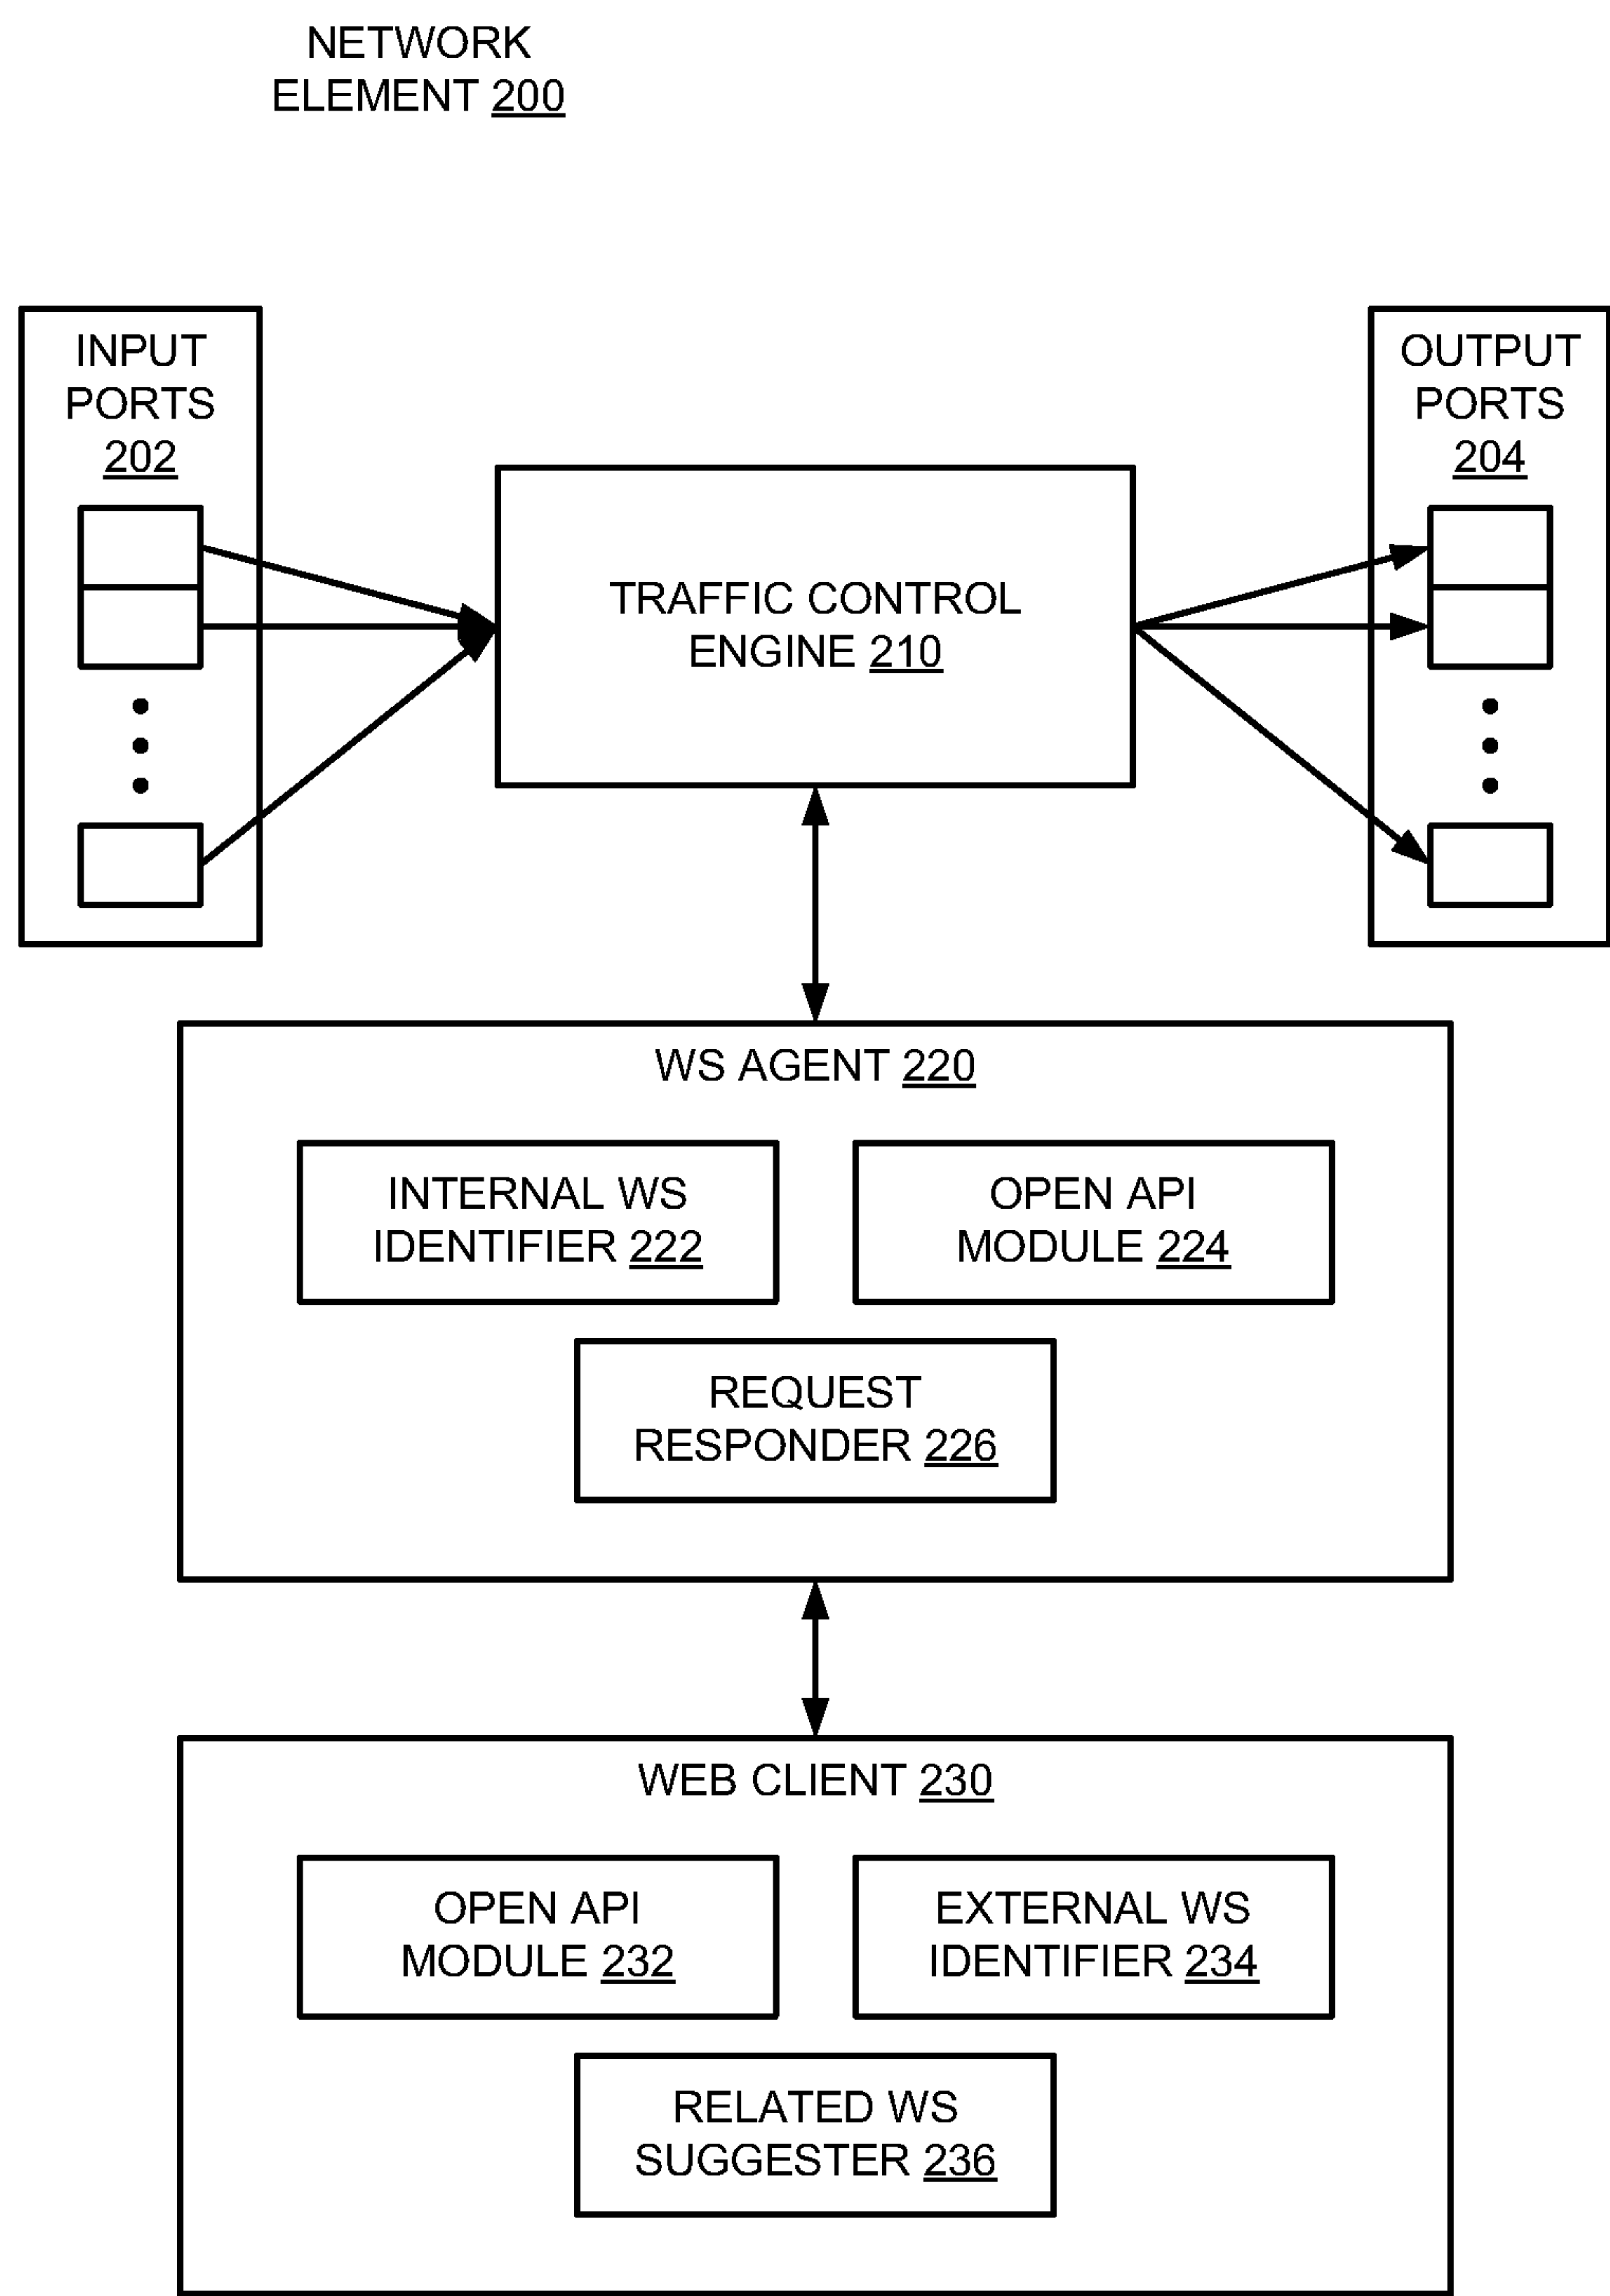 NETWORK
ELEMENT 200
INPUT
PORTS
202
OUTPUT
PORTS
204
TRAFFIC CONTROL
ENGINE 210
WS AGENT 220
INTERNAL WS
IDENTIFIER 222
OPEN API
MODULE 224
REQUEST
RESPONDER 226
WEB CLIENT 230
OPEN API
MODULE 232
EXTERNAL WS
IDENTIFIER 234
RELATED WS
SUGGESTER 236